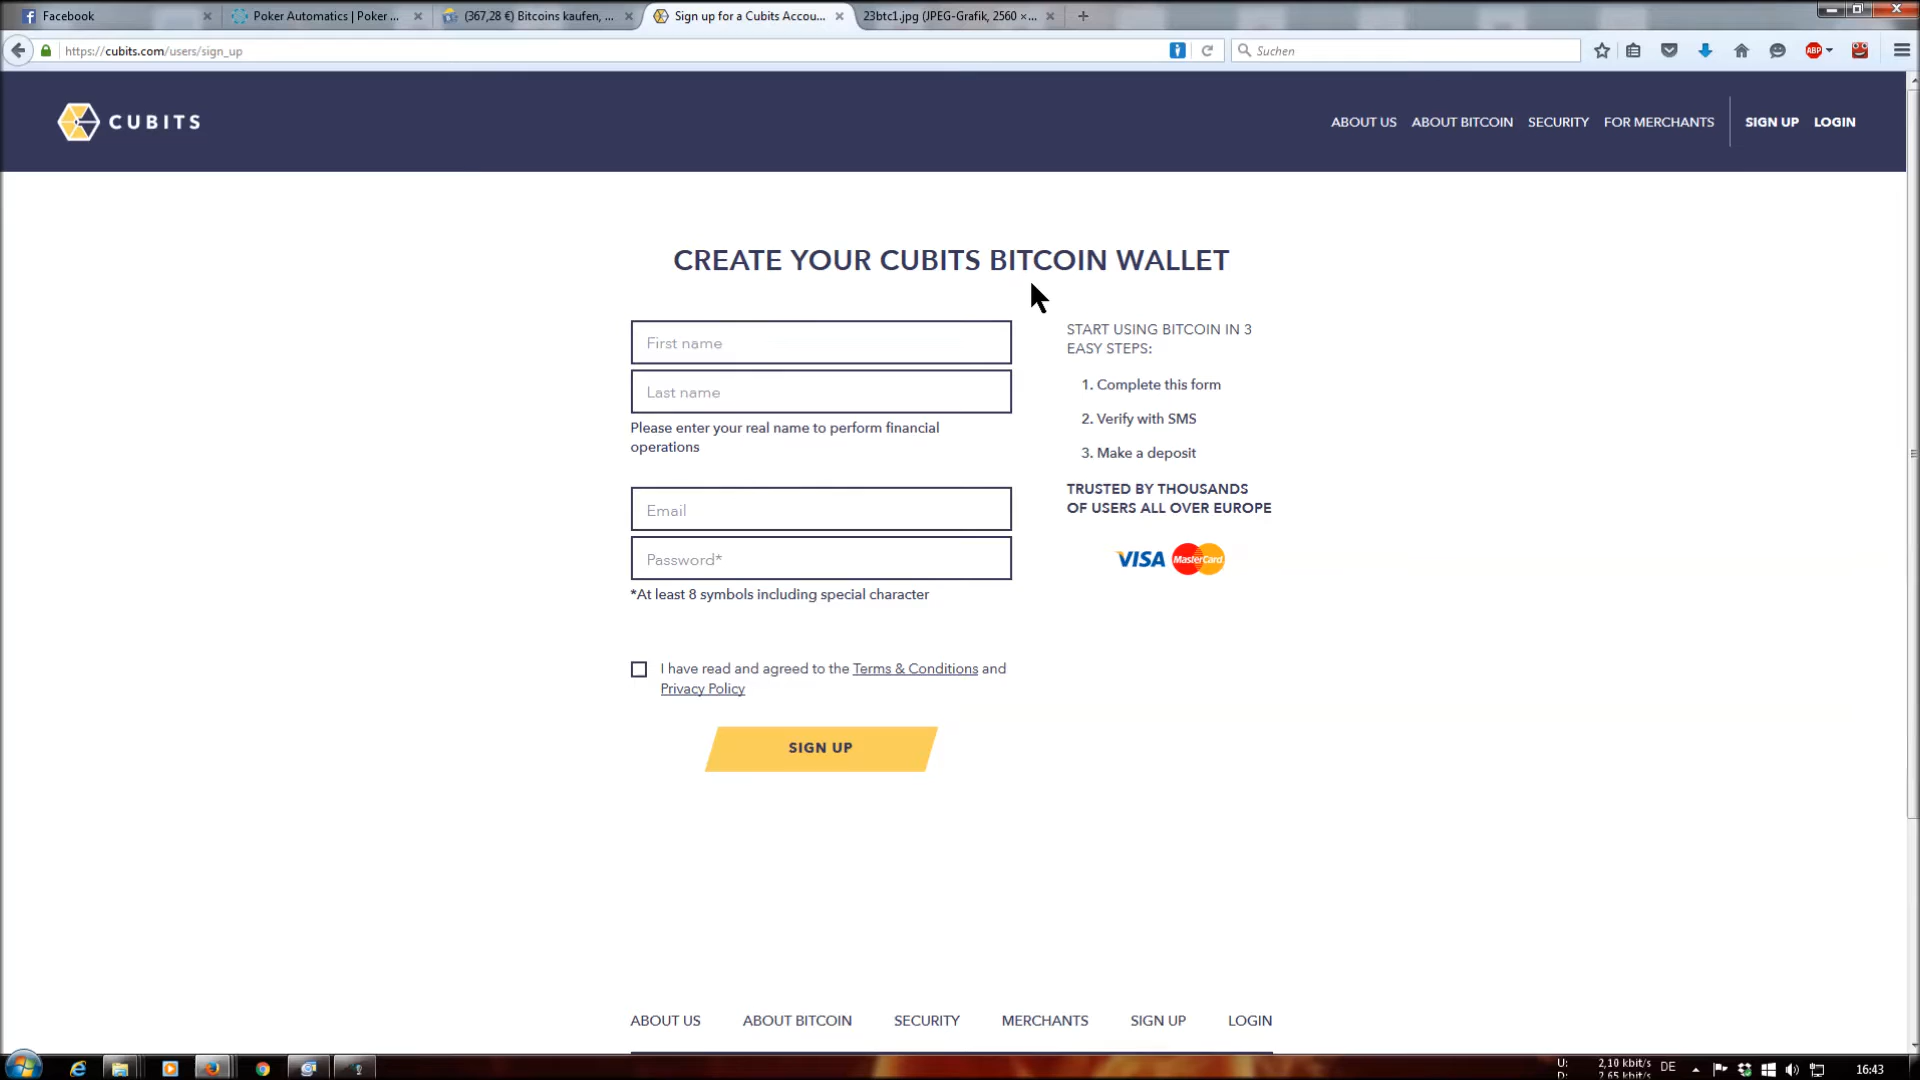 Facebook
Poker Automatics | Poker ...
(367,28 €) Bitcoins kaufen, ...
Sign up for a Cubits Accou...
23btc1.jpg (JPEG-Grafik, 2560 ×...
https://cubits.com/users/sign_up
Suchen
ABP
CUBITS
ABOUT US
ABOUT BITCOIN
SECURITY
FOR MERCHANTS
SIGN UP
LOGIN
CREATE YOUR CUBITS BITCOIN WALLET
First name
Last name
Please enter your real name to perform financial
operations
Email
Password*
*At least 8 symbols including special character
I have read and agreed to the Terms & Conditions and
Privacy Policy
SIGN UP
START USING BITCOIN IN 3
EASY STEPS:
1. Complete this form
2. Verify with SMS
3. Make a deposit
TRUSTED BY THOUSANDS
OF USERS ALL OVER EUROPE
VISA MasterCard
ABOUT US
ABOUT BITCOIN
SECURITY
MERCHANTS
SIGN UP
LOGIN
U: 2,10 kbit/s
D: 2,65 kbit/s
DE
16:43